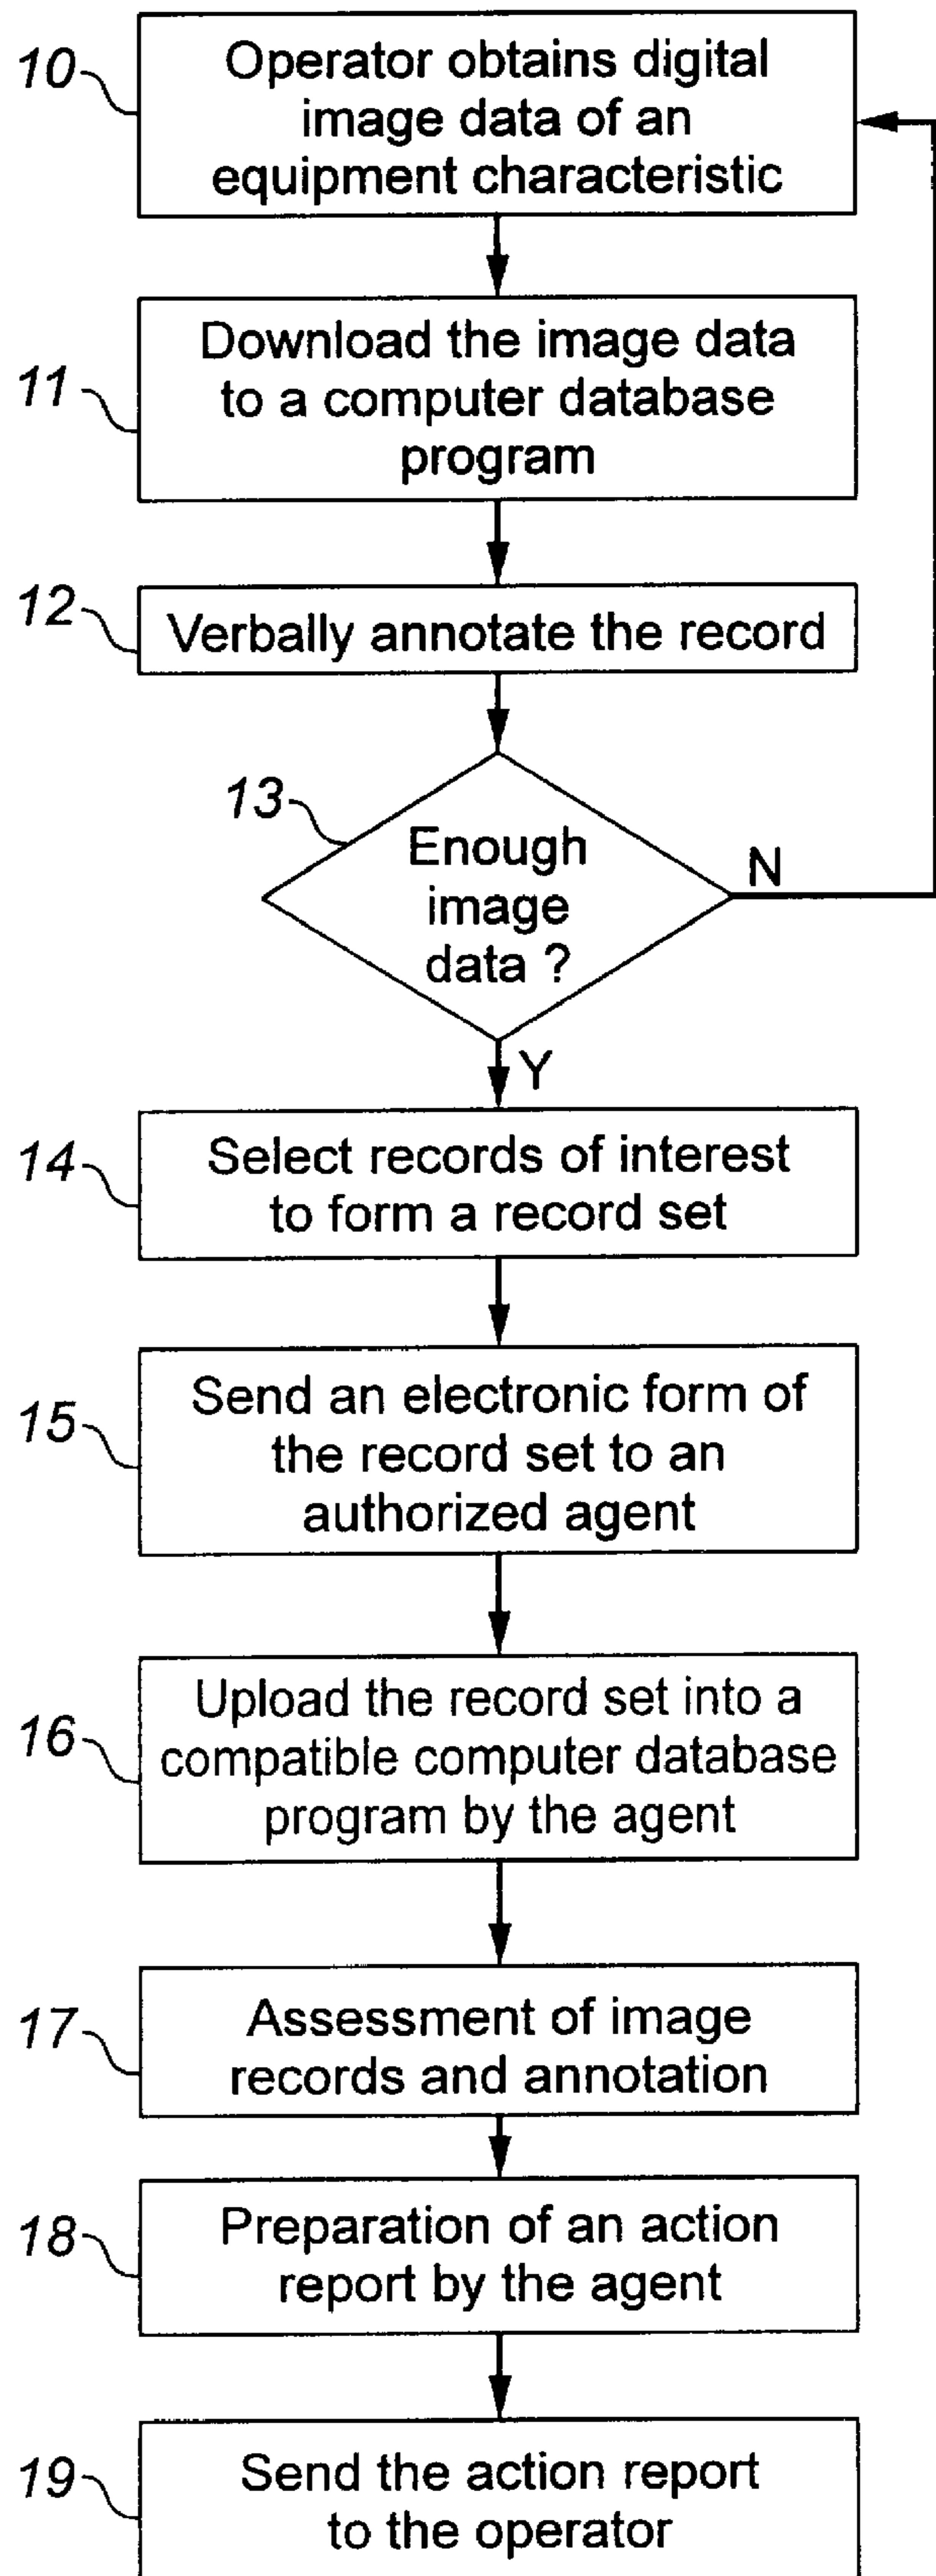 10
Operator obtains digital
image data of an
equipment characteristic
11
Download the image data
to a computer database
program
12
Verbally annotate the record
13
Enough
image
data ?
N
Y
14
Select records of interest
to form a record set
15
Send an electronic form of
the record set to an
authorized agent
16
Upload the record set into a
compatible computer database
program by the agent
17
Assessment of image
records and annotation
18
Preparation of an action
report by the agent
19
Send the action report
to the operator